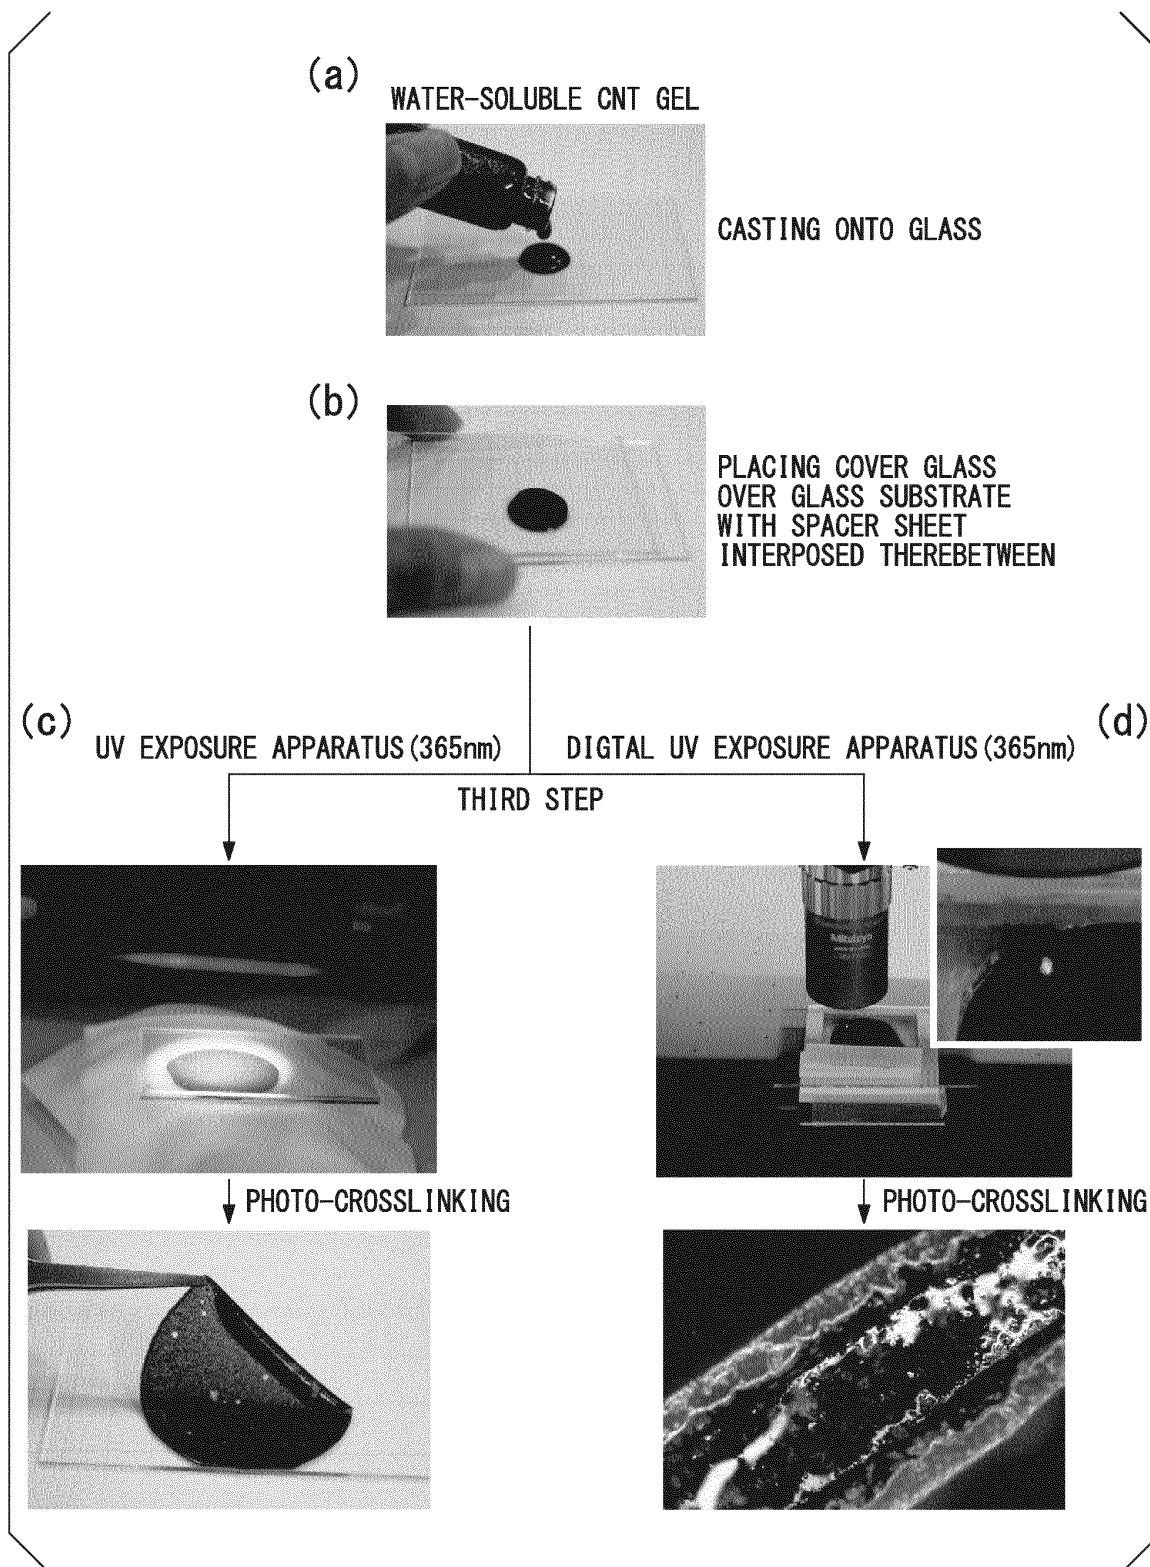 (a)
WATER-SOLUBLE CNT GEL
CASTING ONTO GLASS
(b)
PLACING COVER GLASS
OVER GLASS SUBSTRATE
WITH SPACER SHEET
INTERPOSED THEREBETWEEN
(c)
(d)
UV EXPOSURE APPARATUS(365nm)
DIGTAL UV EXPOSURE APPARATUS(365nm)
THIRD STEP
Mitutoyo
PHOTO-CROSSLINKING
PHOTO-CROSSLINKING